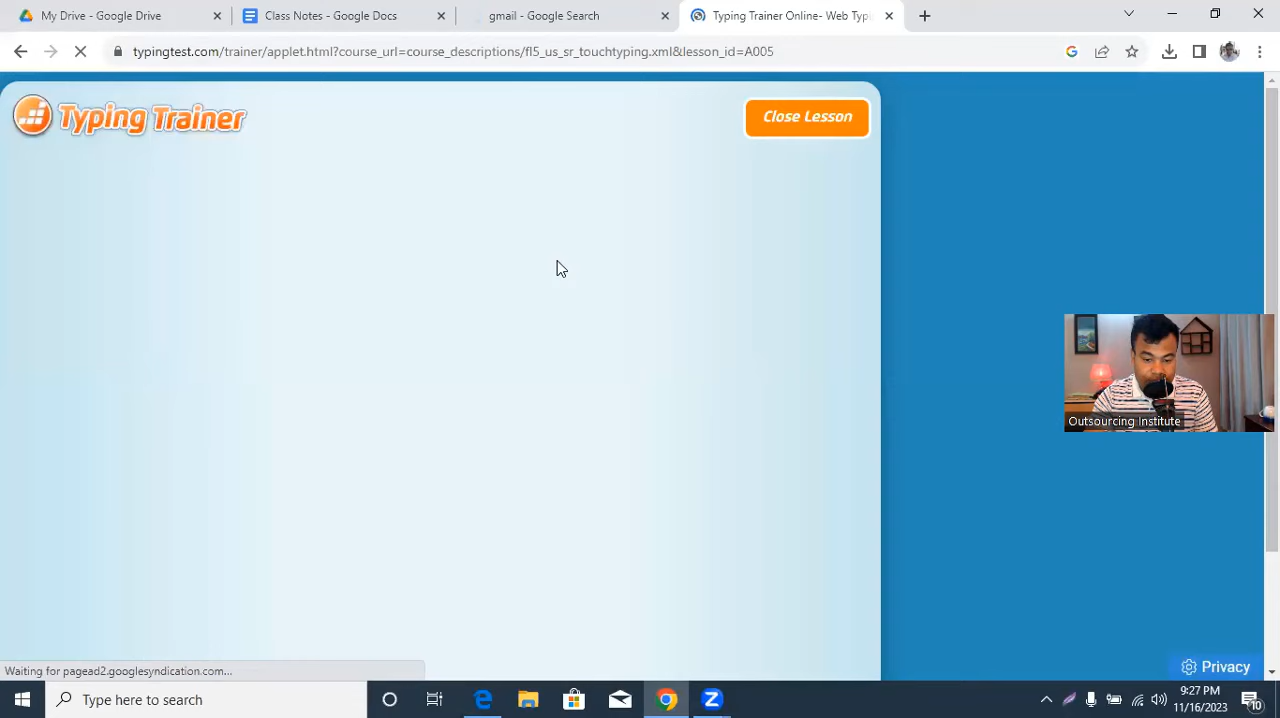 My Drive - Google Drive
Class Notes - Google Docs
gmail - Google Search
Typing Trainer Online- Web Typi
typingtest.com/trainer/applet.html?course_url=course_descriptions/fl5_us_sr_touchtyping.xml&lesson_id=A005
Typing Trainer
Close Lesson
Outsourcing Institute
Privacy
Waiting for pagead2.googlesyndication.com...
Type here to search
9:27 PM
11/16/2023
10